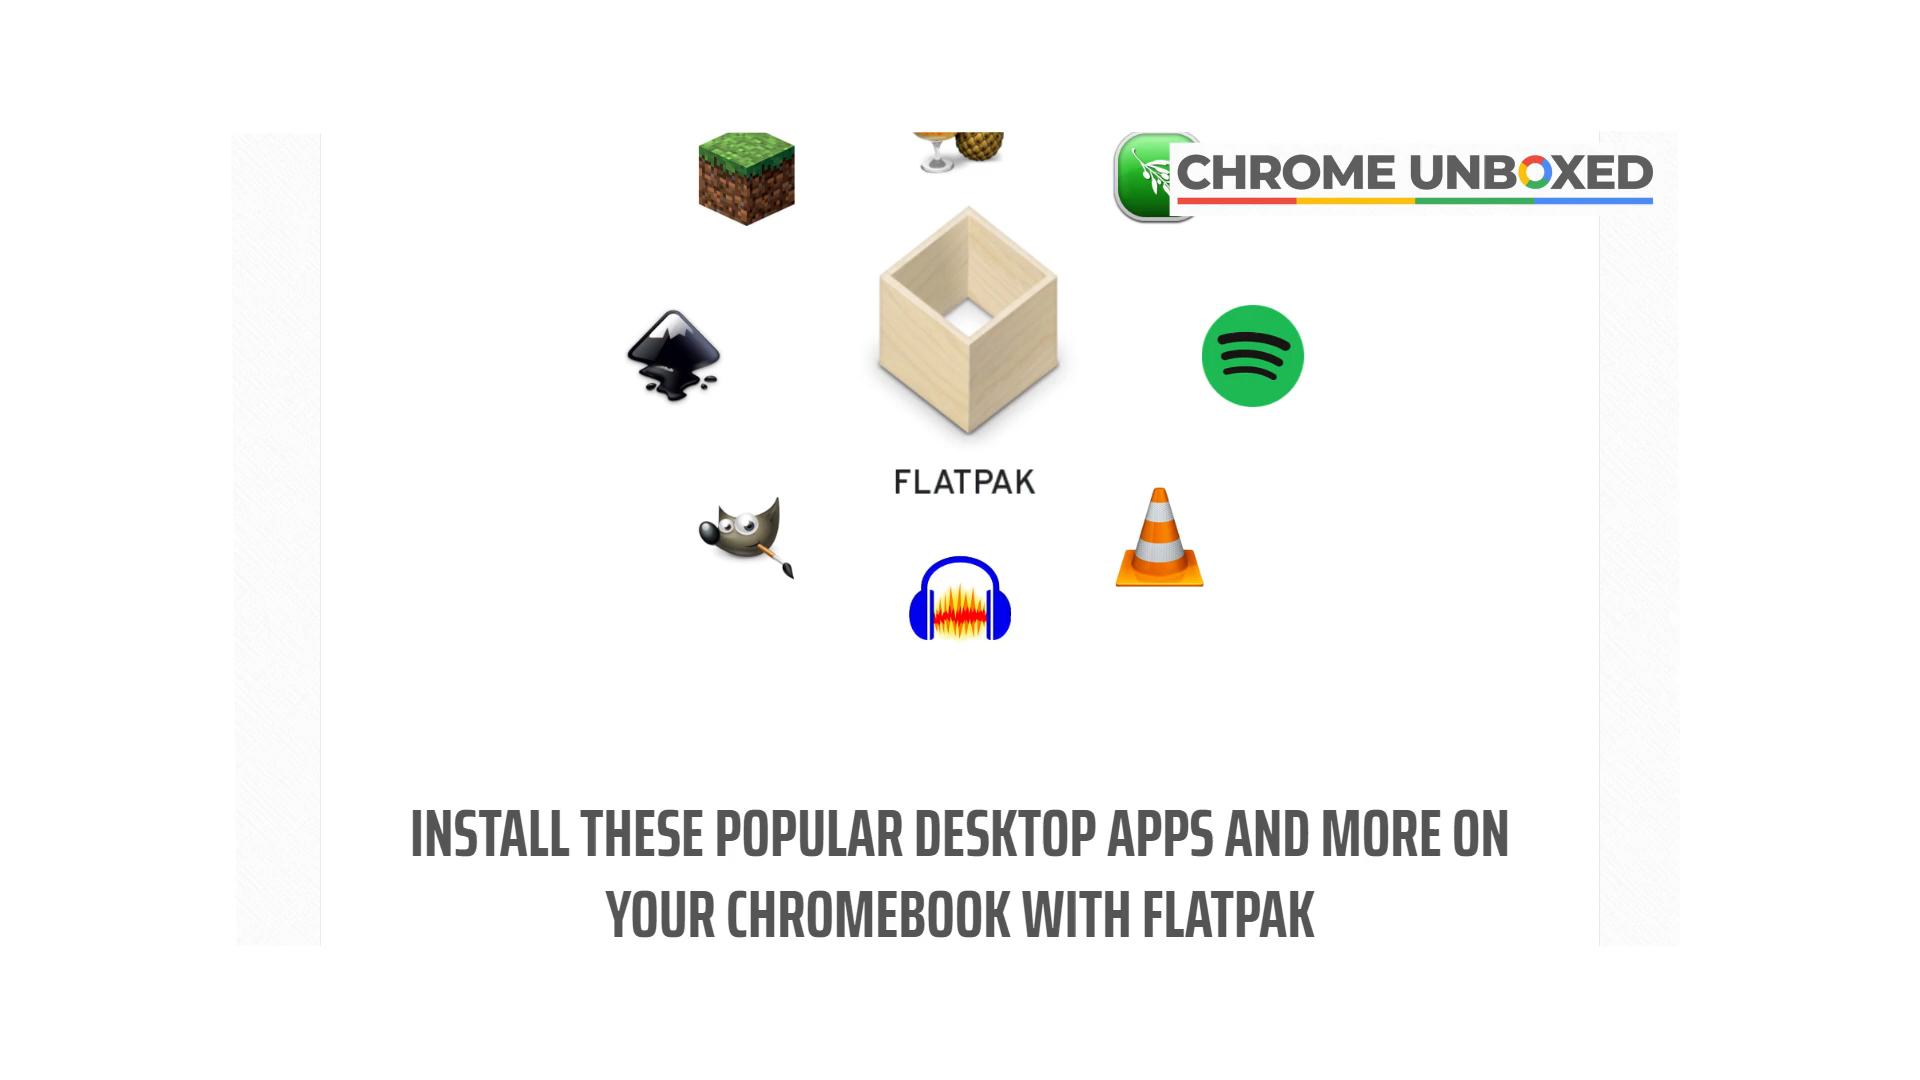 CHROME UNBOXED
FLATPAK
INSTALL THESE POPULAR DESKTOP APPS AND MORE ON
YOUR CHROMEBOOK WITH FLATPAK